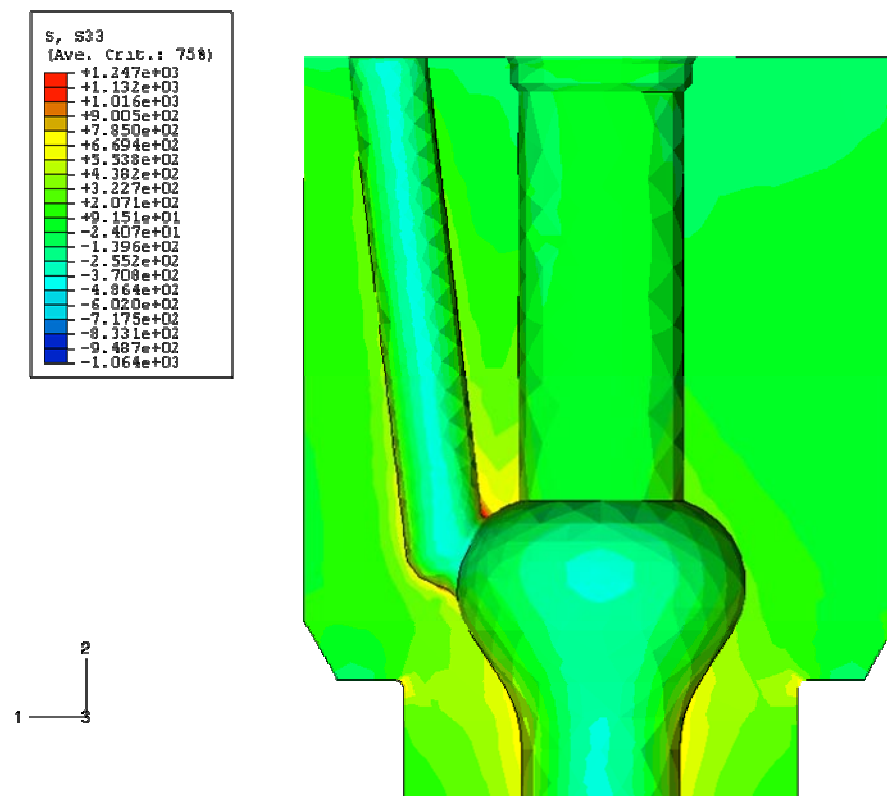 S, S33
(Ave. Crit.: 75%)
+1.247e+03
+1.132e+03
+1.016e+03
+9.005e+02
+7.850e+02
+6.694e+02
+5.538e+02
+4.382e+02
+3.227e+02
+2.071e+02
+9.151e+01
-2.407e+01
-1.396e+02
-2.552e+02
-3.708e+02
-4.864e+02
-6.020e+02
-7.175e+02
-8.331e+02
-9.487e+02
-1.064e+03
2
1
3